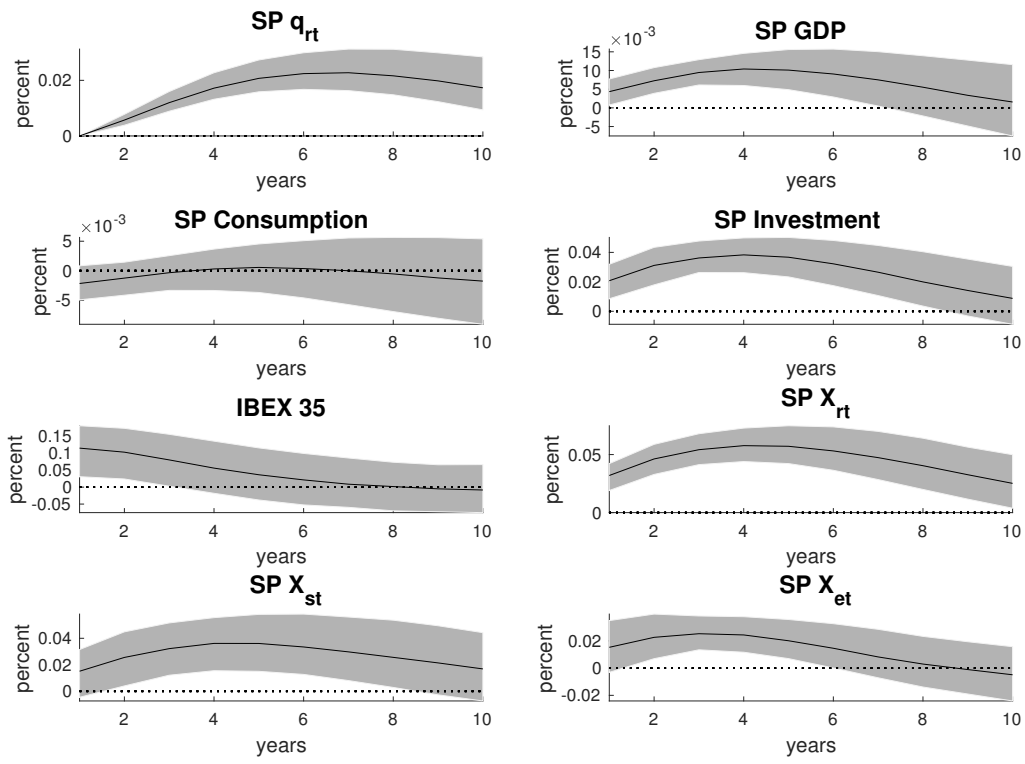 SP q_rt
percent
0.02
0
2 4 6 8 10
years
SP GDP
×10^-3
percent
15
10
5
0
-5
2 4 6 8 10
years
SP Consumption
×10^-3
percent
5
0
-5
2 4 6 8 10
years
SP Investment
percent
0.04
0.02
0
2 4 6 8 10
years
IBEX 35
percent
0.15
0.1
0.05
0
-0.05
2 4 6 8 10
years
SP X_rt
percent
0.05
0
2 4 6 8 10
years
SP X_st
percent
0.04
0.02
0
2 4 6 8 10
years
SP X_et
percent
0.02
0
-0.02
2 4 6 8 10
years